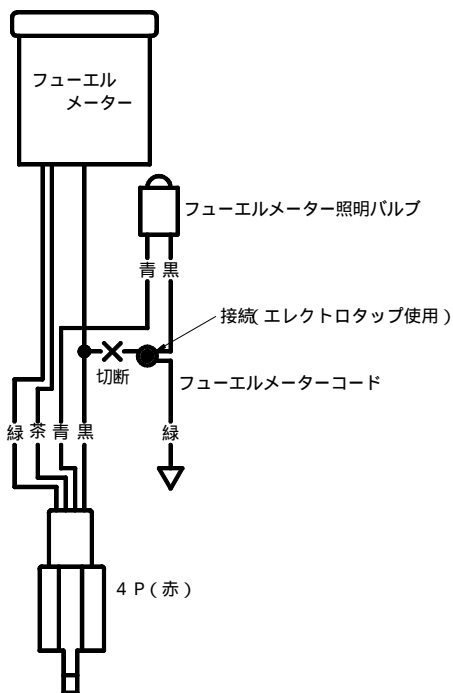 フューエル
メーター
フューエルメーター照明バルブ
青 黒
接続(エレクトロタップ使用)
切断
フューエルメーターコード
緑 茶 青 黒
緑
4P(赤)